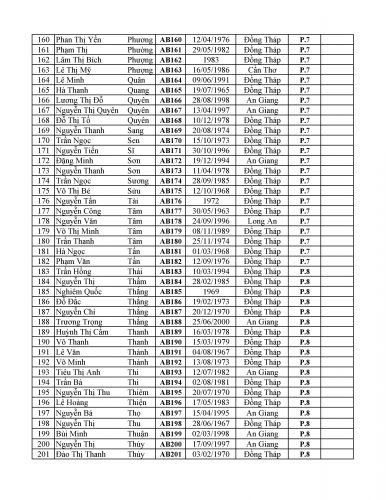 160 Phan Thị Yến Phương AB160 12/04/1976 Đồng Tháp P.7
161 Phạm Thị Phường AB161 29/05/1982 Đồng Tháp P.7
162 Lâm Thị Bích Phượng AB162 1983 Đồng Tháp P.7
163 Lê Thị Mỹ Phượng AB163 16/05/1986 Cần Thơ P.7
164 Lê Minh Quân AB164 09/06/1991 Đồng Tháp P.7
165 Hà Thanh Quang AB165 19/07/1965 Đồng Tháp P.7
166 Lương Thị Đỗ Quyên AB166 28/08/1998 An Giang P.7
167 Nguyễn Thị Quyên Quyên AB167 13/04/1997 An Giang P.7
168 Đỗ Thị Tố Quyên AB168 10/12/1978 Đồng Tháp P.7
169 Nguyễn Thanh Sang AB169 20/08/1974 Đồng Tháp P.7
170 Trần Ngọc Sen AB170 15/10/1973 Đồng Tháp P.7
171 Nguyễn Tiến Sĩ AB171 30/10/1996 Đồng Tháp P.7
172 Đặng Minh Sơn AB172 19/12/1994 An Giang P.7
173 Nguyễn Thanh Sơn AB173 11/04/1978 Đồng Tháp P.7
174 Trần Ngọc Sương AB174 28/09/1985 Đồng Tháp P.7
175 Võ Thị Bé Sửu AB175 12/10/1968 Đồng Tháp P.7
176 Nguyễn Tấn Tài AB176 1972 Đồng Tháp P.7
177 Nguyễn Công Tâm AB177 30/05/1963 Đồng Tháp P.7
178 Nguyễn Văn Tâm AB178 24/09/1996 Long An P.7
179 Võ Thị Minh Tâm AB179 08/11/1989 Đồng Tháp P.7
180 Trần Thanh Tâm AB180 25/11/1974 Đồng Tháp P.7
181 Hà Ngọc Tấn AB181 01/03/1968 Đồng Tháp P.7
182 Phạm Văn Tấn AB182 12/09/1976 Đồng Tháp P.7
183 Trần Hồng Thái AB183 10/03/1994 Đồng Tháp P.8
184 Nguyễn Thị Thắm AB184 28/02/1985 Đồng Tháp P.8
185 Nghiêm Quốc Thắng AB185 1969 Đồng Tháp P.8
186 Đỗ Đắc Thắng AB186 19/02/1973 Đồng Tháp P.8
187 Nguyễn Chí Thắng AB187 20/12/1970 Đồng Tháp P.8
188 Trương Trọng Thắng AB188 25/06/2000 An Giang P.8
189 Huỳnh Thị Cẩm Thanh AB189 16/03/1978 Đồng Tháp P.8
190 Võ Thanh Thanh AB190 15/03/1979 Đồng Tháp P.8
191 Lê Văn Thành AB191 04/08/1967 Đồng Tháp P.8
192 Võ Minh Thành AB192 13/08/1973 Đồng Tháp P.8
193 Tiêu Thị Anh Thi AB193 12/07/1982 An Giang P.8
194 Trần Bá Thi AB194 02/08/1981 Đồng Tháp P.8
195 Nguyễn Thị Thu Thiêm AB195 20/07/1970 Đồng Tháp P.8
196 Lê Hoàng Thiện AB196 17/05/1983 Đồng Tháp P.8
197 Nguyễn Bá Thọ AB197 15/04/1995 An Giang P.8
198 Nguyễn Thị Thu AB198 28/06/1967 Đồng Tháp P.8
199 Bùi Minh Thuận AB199 02/03/1998 An Giang P.8
200 Nguyễn Thị Thúy AB200 17/09/1997 An Giang P.8
201 Đào Thị Thanh Thúy AB201 03/02/1970 Đồng Tháp P.8